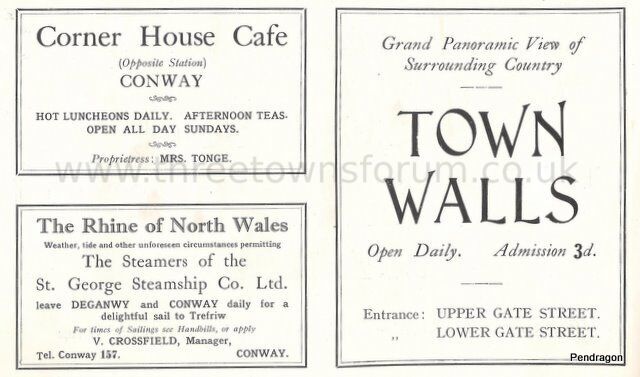 Corner House Cafe
(Opposite Station)
CONWAY
HOT LUNCHEONS DAILY. AFTERNOON TEAS.
OPEN ALL DAY SUNDAYS.
Proprietress: MRS. TONGE.
The Rhine of North Wales
Weather, tide and other unforeseen circumstances permitting
The Steamers of the
St. George Steamship Co. Ltd.
leave DEGANWY and CONWAY daily for a
delightful sail to Trefriw
For times of Sailings see Handbills, or apply
V. CROSSFIELD, Manager,
Tel. Conway 157. CONWAY.
Grand Panoramic View of
Surrounding Country
TOWN
WALLS
Open Daily. Admission 3d.
Entrance: UPPER GATE STREET.
„ LOWER GATE STREET.
www.threetownsforum.co.uk
Pendragon